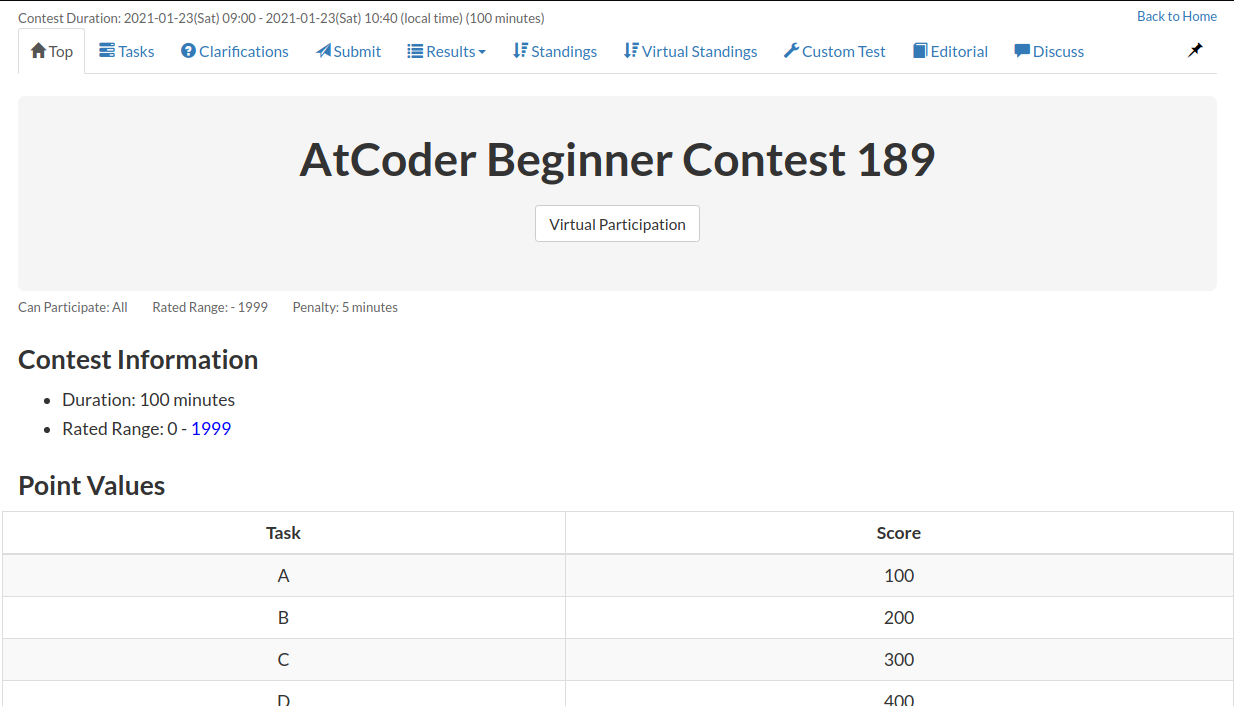 Contest Duration: 2021-01-23(Sat) 09:00 - 2021-01-23(Sat) 10:40 (local time) (100 minutes)
Back to Home
Top Tasks Clarifications Submit Results Standings Virtual Standings Custom Test Editorial Discuss
AtCoder Beginner Contest 189
Virtual Participation
Can Participate: All Rated Range: - 1999 Penalty: 5 minutes
Contest Information
Duration: 100 minutes
Rated Range: 0 - 1999
Point Values
Task Score
A 100
B 200
C 300
D 400